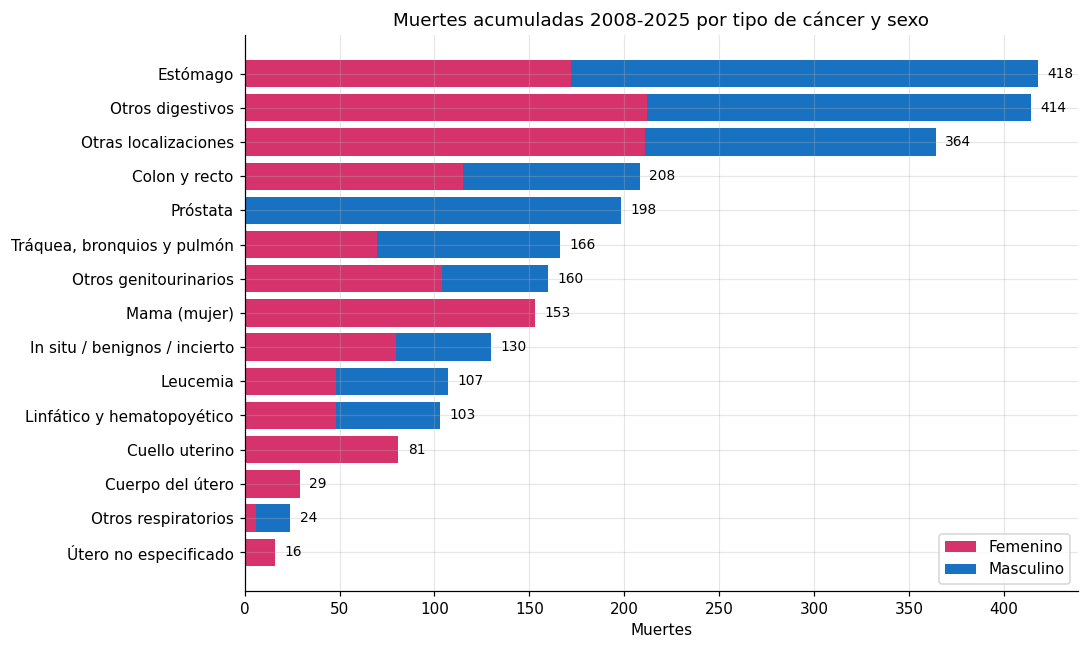 Muertes acumuladas 2008-2025 por tipo de cáncer y sexo
Estómago 418
Otros digestivos 414
Otras localizaciones 364
Colon y recto 208
Próstata 198
Tráquea, bronquios y pulmón 166
Otros genitourinarios 160
Mama (mujer) 153
In situ / benignos / incierto 130
Leucemia 107
Linfático y hematopoyético 103
Cuello uterino 81
Cuerpo del útero 29
Otros respiratorios 24
Útero no especificado 16
Femenino
Masculino
0 50 100 150 200 250 300 350 400
Muertes